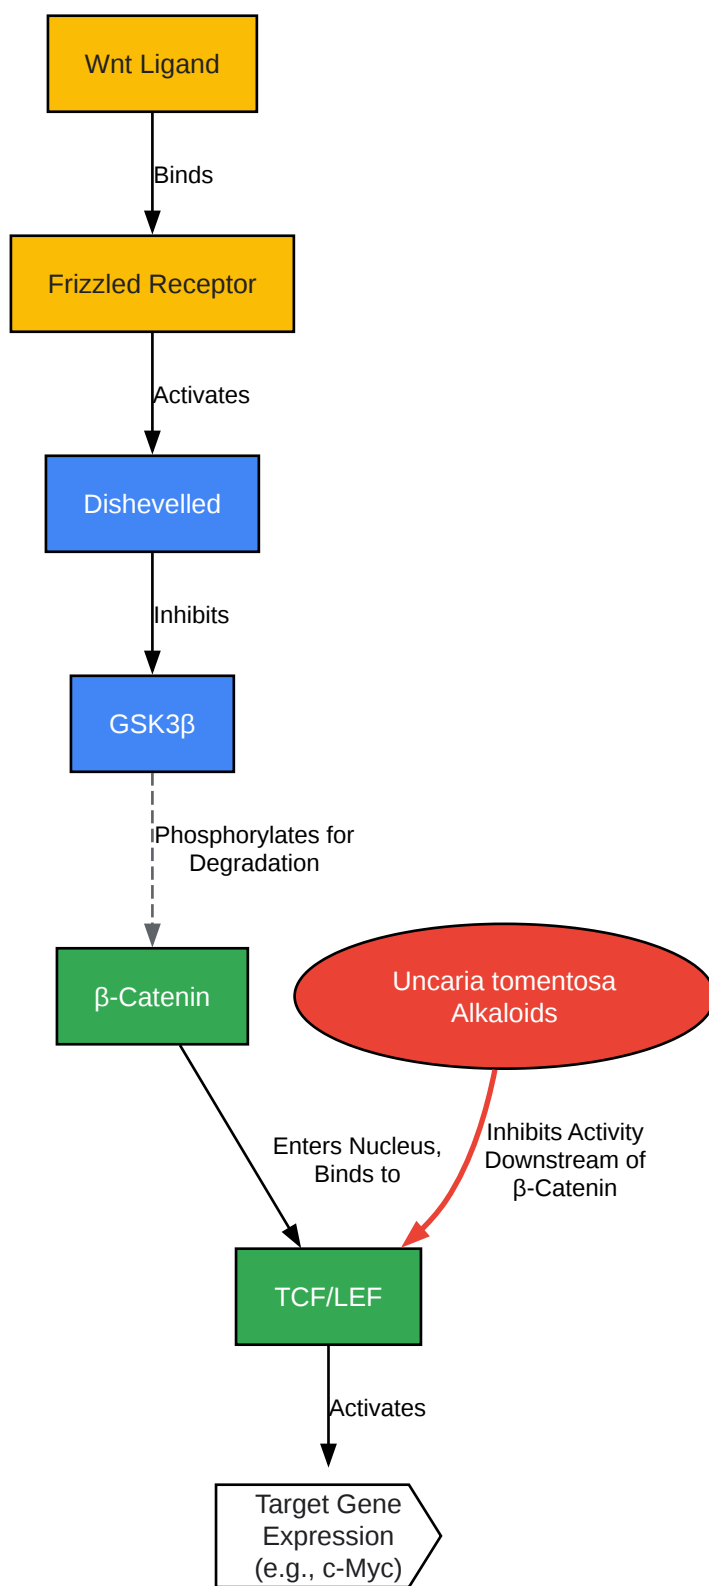 Wnt Ligand
Binds
Frizzled Receptor
Activates
Dishevelled
Inhibits
GSK3β
Phosphorylates for
Degradation
β-Catenin
Uncaria tomentosa
Alkaloids
Enters Nucleus,
Binds to
Inhibits Activity
Downstream of
β-Catenin
TCF/LEF
Activates
Target Gene
Expression
(e.g., c-Myc)